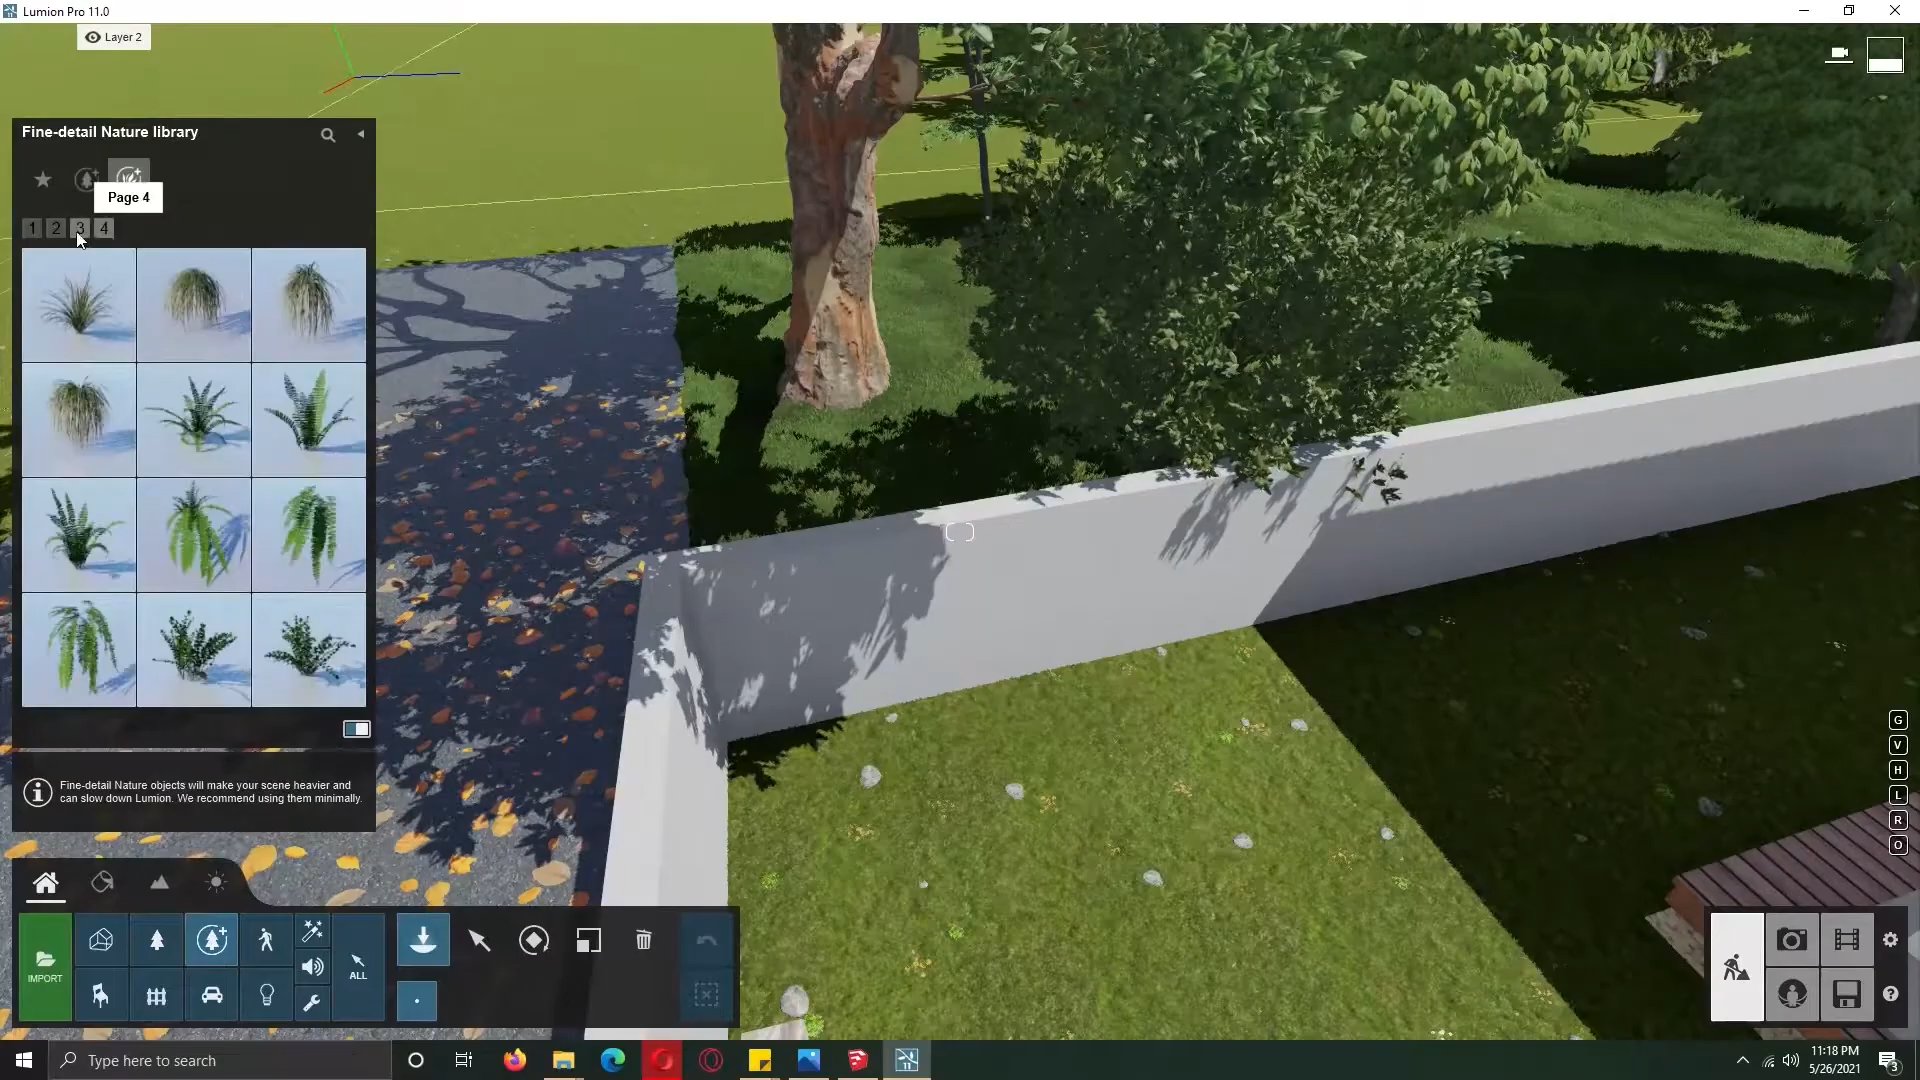 Lumion Pro 11.0
Layer 2
Fine-detail Nature library
Page 4
1 2 3 4
Fine-detail Nature objects will make your scene heavier and
can slow down Lumion. We recommend using them minimally.
G
V
H
L
R
O
IMPORT
ALL
Type here to search
11:18 PM
5/26/2021
3